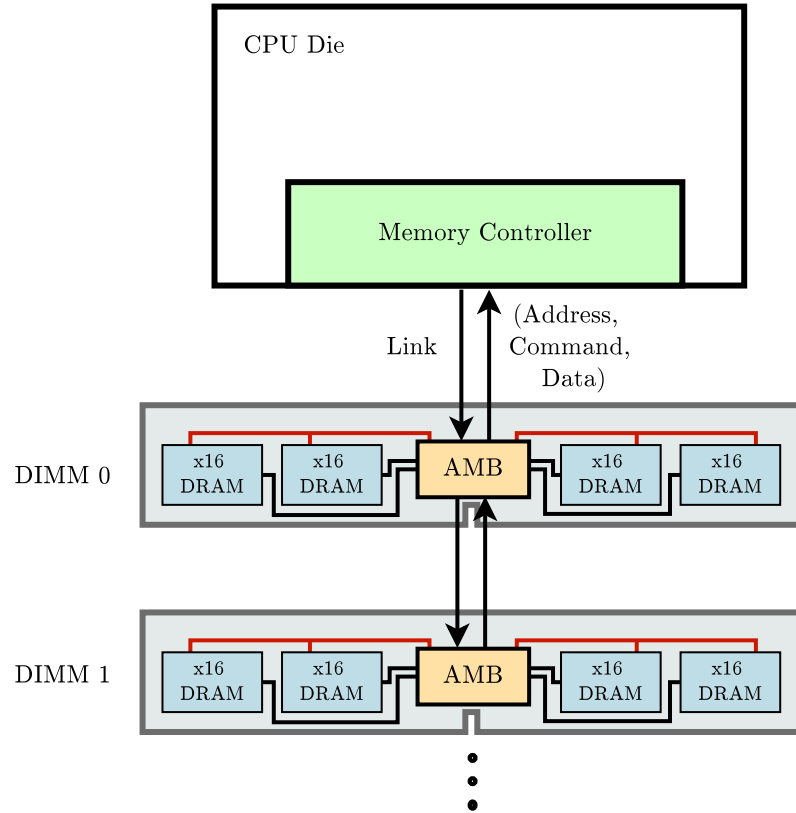 CPU Die
Memory Controller
Link
(Address,
Command,
Data)
DIMM 0
x16
DRAM
x16
DRAM
AMB
x16
DRAM
x16
DRAM
DIMM 1
x16
DRAM
x16
DRAM
AMB
x16
DRAM
x16
DRAM